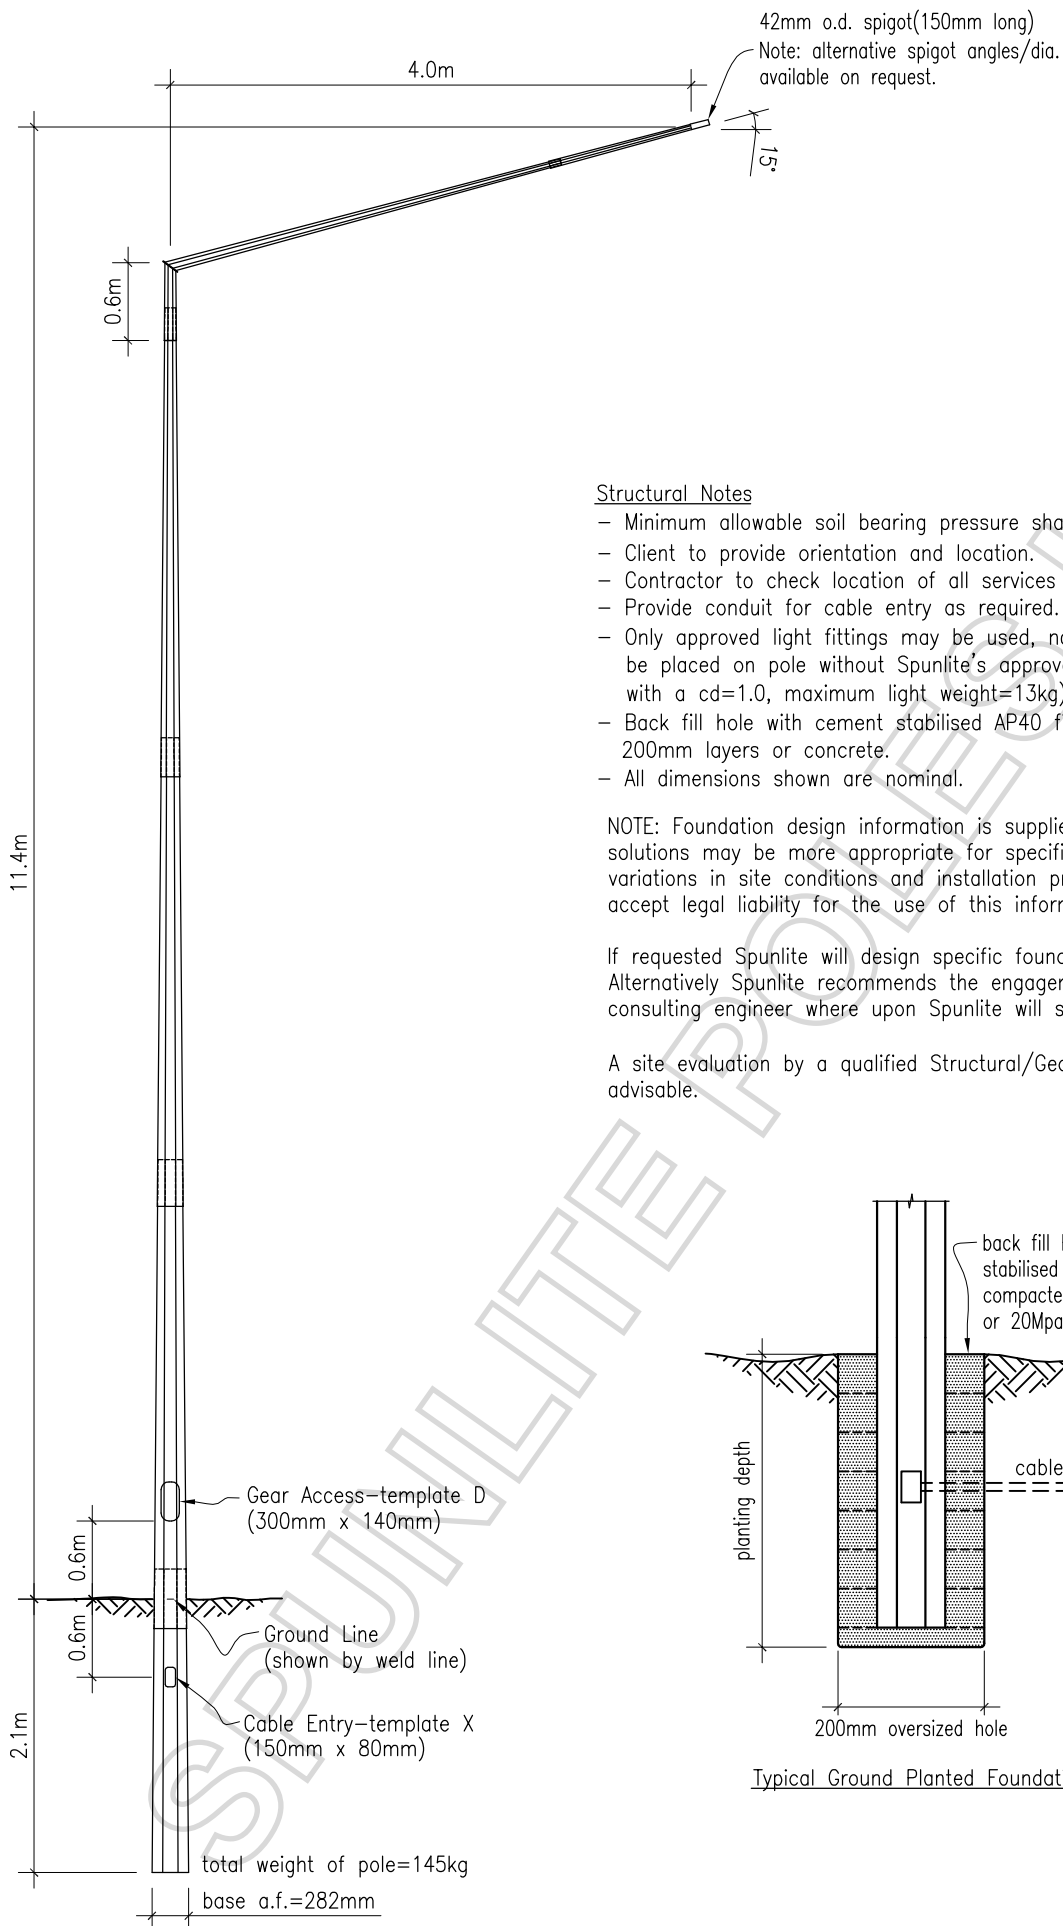 42mm o.d. spigot(150mm long)
Note: alternative spigot angles/dia.
available on request.
4.0m
15°
0.6m
11.4m
Structural Notes
– Minimum allowable soil bearing pressure sha
– Client to provide orientation and location.
– Contractor to check location of all services
– Provide conduit for cable entry as required.
– Only approved light fittings may be used, no
be placed on pole without Spunlite's approv
with a cd=1.0, maximum light weight=13kg)
– Back fill hole with cement stabilised AP40 f
200mm layers or concrete.
– All dimensions shown are nominal.
NOTE: Foundation design information is supplie
solutions may be more appropriate for specifi
variations in site conditions and installation pr
accept legal liability for the use of this infor
If requested Spunlite will design specific found
Alternatively Spunlite recommends the engager
consulting engineer where upon Spunlite will s
A site evaluation by a qualified Structural/Geo
advisable.
back fill
stabilised
compacte
or 20Mpa
cable
planting depth
200mm oversized hole
Typical Ground Planted Foundat
Gear Access–template D
(300mm x 140mm)
0.6m
0.6m
Ground Line
(shown by weld line)
Cable Entry–template X
(150mm x 80mm)
2.1m
total weight of pole=145kg
base a.f.=282mm
SPUNLITE POLES